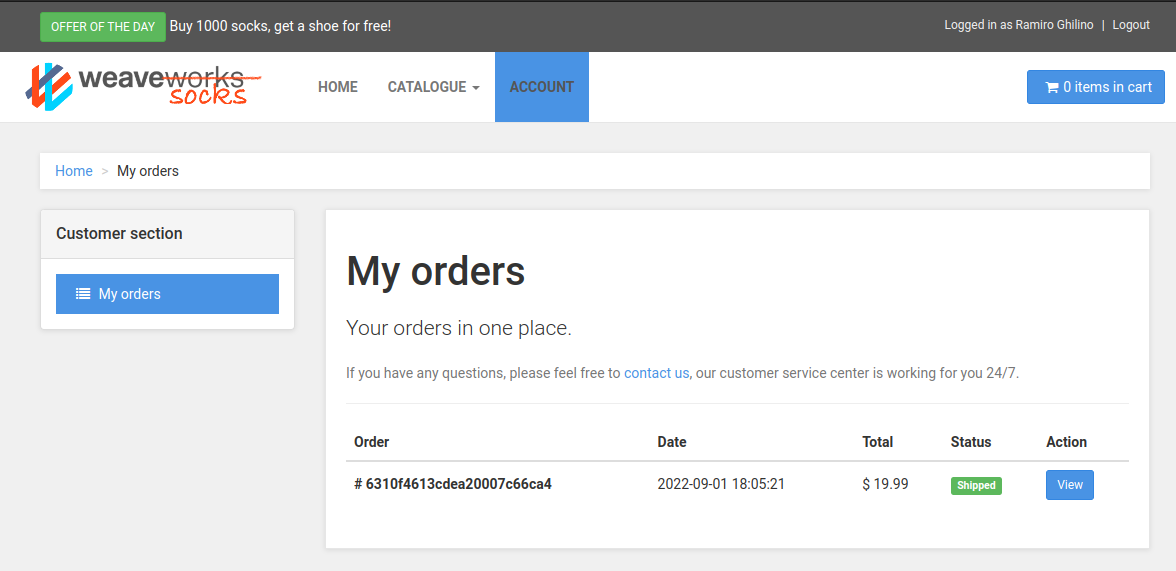 OFFER OF THE DAY Buy 1000 socks, get a shoe for free!
Logged in as Ramiro Ghilino | Logout
weaveworks
socks
HOME CATALOGUE ACCOUNT
0 items in cart
Home > My orders
Customer section
My orders
My orders
Your orders in one place.
If you have any questions, please feel free to contact us, our customer service center is working for you 24/7.
Order Date Total Status Action
# 6310f4613cdea20007c66ca4 2022-09-01 18:05:21 $ 19.99 Shipped View